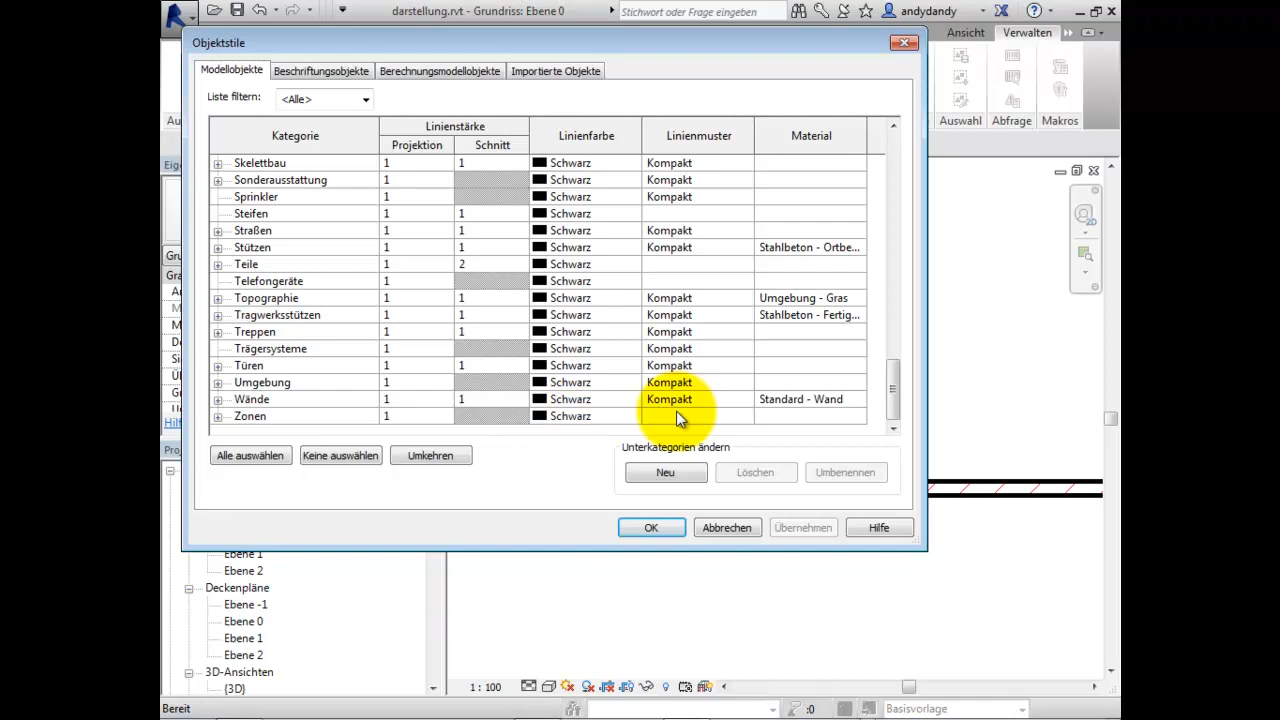 darstellung.rvt - Grundriss: Ebene 0
Stichwort oder Frage eingeben
andydandy
Ansicht Verwalten
Auswahl Abfrage Makros
Objektstile
Modellobjekte Beschriftungsobjekte Berechnungsmodellobjekte Importierte Objekte
Liste filtern: <Alle>
Kategorie Linienstärke Linienfarbe Linienmuster Material
Projektion Schnitt
Skelettbau 1 1 Schwarz Kompakt
Sonderausstattung 1 Schwarz Kompakt
Sprinkler 1 Schwarz Kompakt
Steifen 1 1 Schwarz
Straßen 1 1 Schwarz Kompakt
Stützen 1 1 Schwarz Kompakt Stahlbeton - Ortbe...
Teile 1 2 Schwarz
Telefongeräte 1 Schwarz
Topographie 1 1 Schwarz Kompakt Umgebung - Gras
Tragwerksstützen 1 1 Schwarz Kompakt Stahlbeton - Fertig...
Treppen 1 1 Schwarz Kompakt
Trägersysteme 1 Schwarz Kompakt
Türen 1 1 Schwarz Kompakt
Umgebung 1 Schwarz Kompakt
Wände 1 1 Schwarz Kompakt Standard - Wand
Zonen 1 Schwarz
Alle auswählen Keine auswählen Umkehren
Unterkategorien ändern
Neu Löschen Umbenennen
OK Abbrechen Übernehmen Hilfe
Ebene 1
Ebene 2
Deckenpläne
Ebene -1
Ebene 0
Ebene 1
Ebene 2
3D-Ansichten
{3D}
1 : 100
Bereit
:0
Basisvorlage